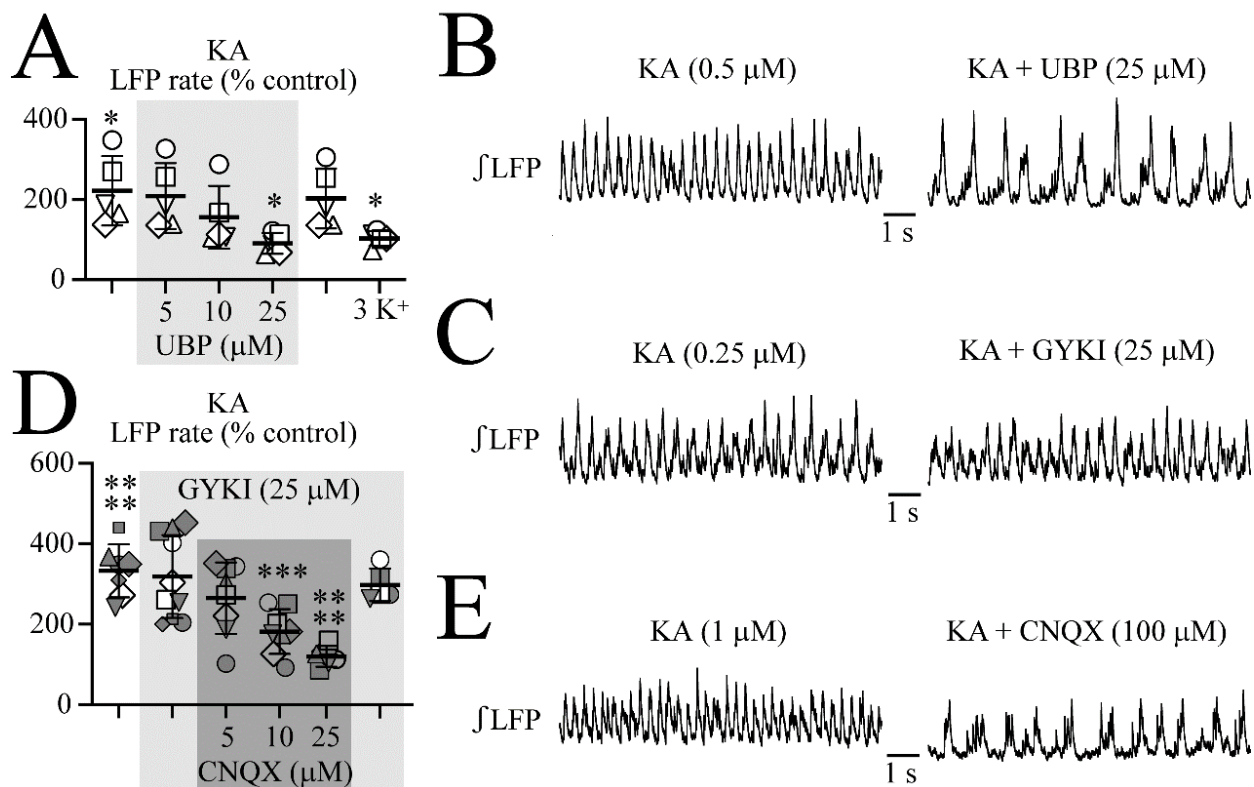 A
KA
LFP rate (% control)
400
200
0
*
*
*
5
10
25
3 K⁺
UBP (μM)
B
KA (0.5 μM)
KA + UBP (25 μM)
∫LFP
1 s
C
KA (0.25 μM)
KA + GYKI (25 μM)
∫LFP
1 s
D
KA
LFP rate (% control)
600
400
200
0
**
**
GYKI (25 μM)
***
**
**
5
10
25
CNQX (μM)
E
KA (1 μM)
KA + CNQX (100 μM)
∫LFP
1 s